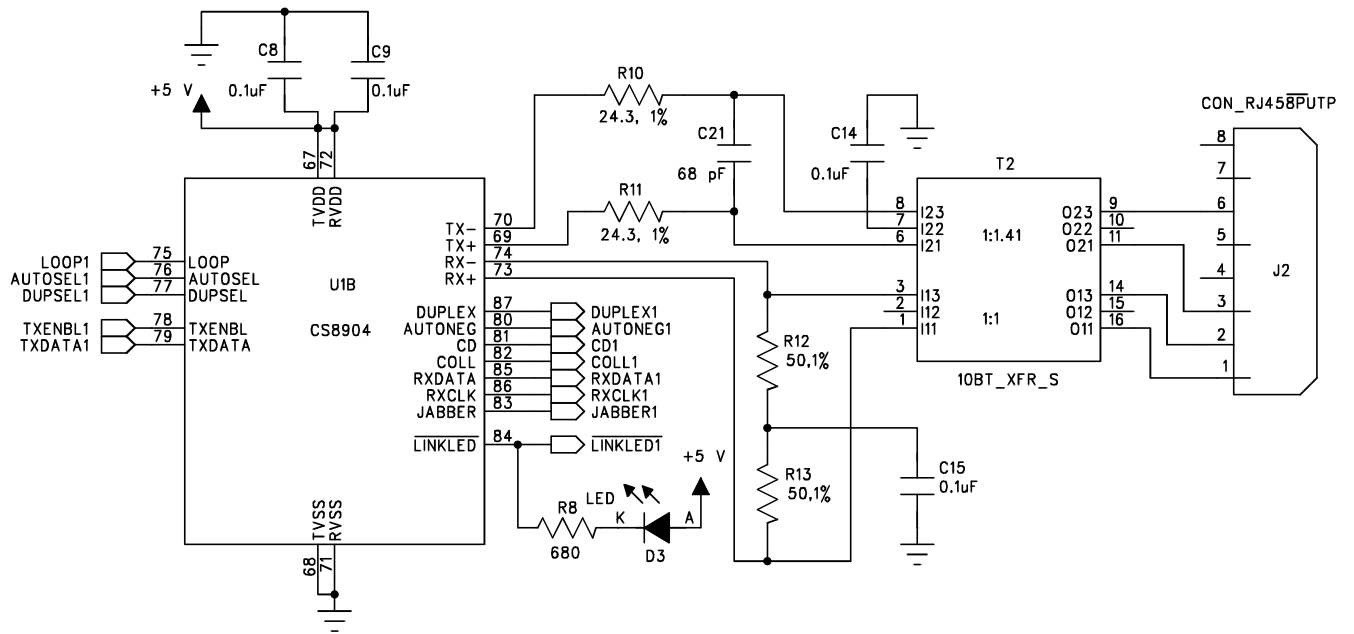 C8
0.1uF
C9
0.1uF
+5 V
67
72
TVDD
RVDD
R10
24.3, 1%
C21
68 pF
R11
24.3, 1%
C14
0.1uF
CON_RJ458PUTP
T2
TX- 70
TX+ 69
RX- 74
RX+ 73
LOOP1 75 LOOP
AUTOSEL1 76 AUTOSEL
DUPSEL1 77 DUPSEL
TXENBL1 78 TXENBL
TXDATA1 79 TXDATA
U1B
CS8904
DUPLEX 87 DUPLEX1
AUTONEG 80 AUTONEG1
CD 81 CD1
COLL 82 COLL1
RXDATA 85 RXDATA1
RXCLK 86 RXCLK1
JABBER 83 JABBER1
LINKLED 84 LINKLED1
TVSS
RVSS
68
71
R8
680
LED
K
A
D3
+5 V
R12
50,1%
R13
50,1%
C15
0.1uF
8 I23
7 I22
6 I21
1:1.41
3 I13
2 I12
1 I11
1:1
O23 9
O22 10
O21 11
O13 14
O12 15
O11 16
10BT_XFR_S
8
7
6
5
4
3
2
1
J2